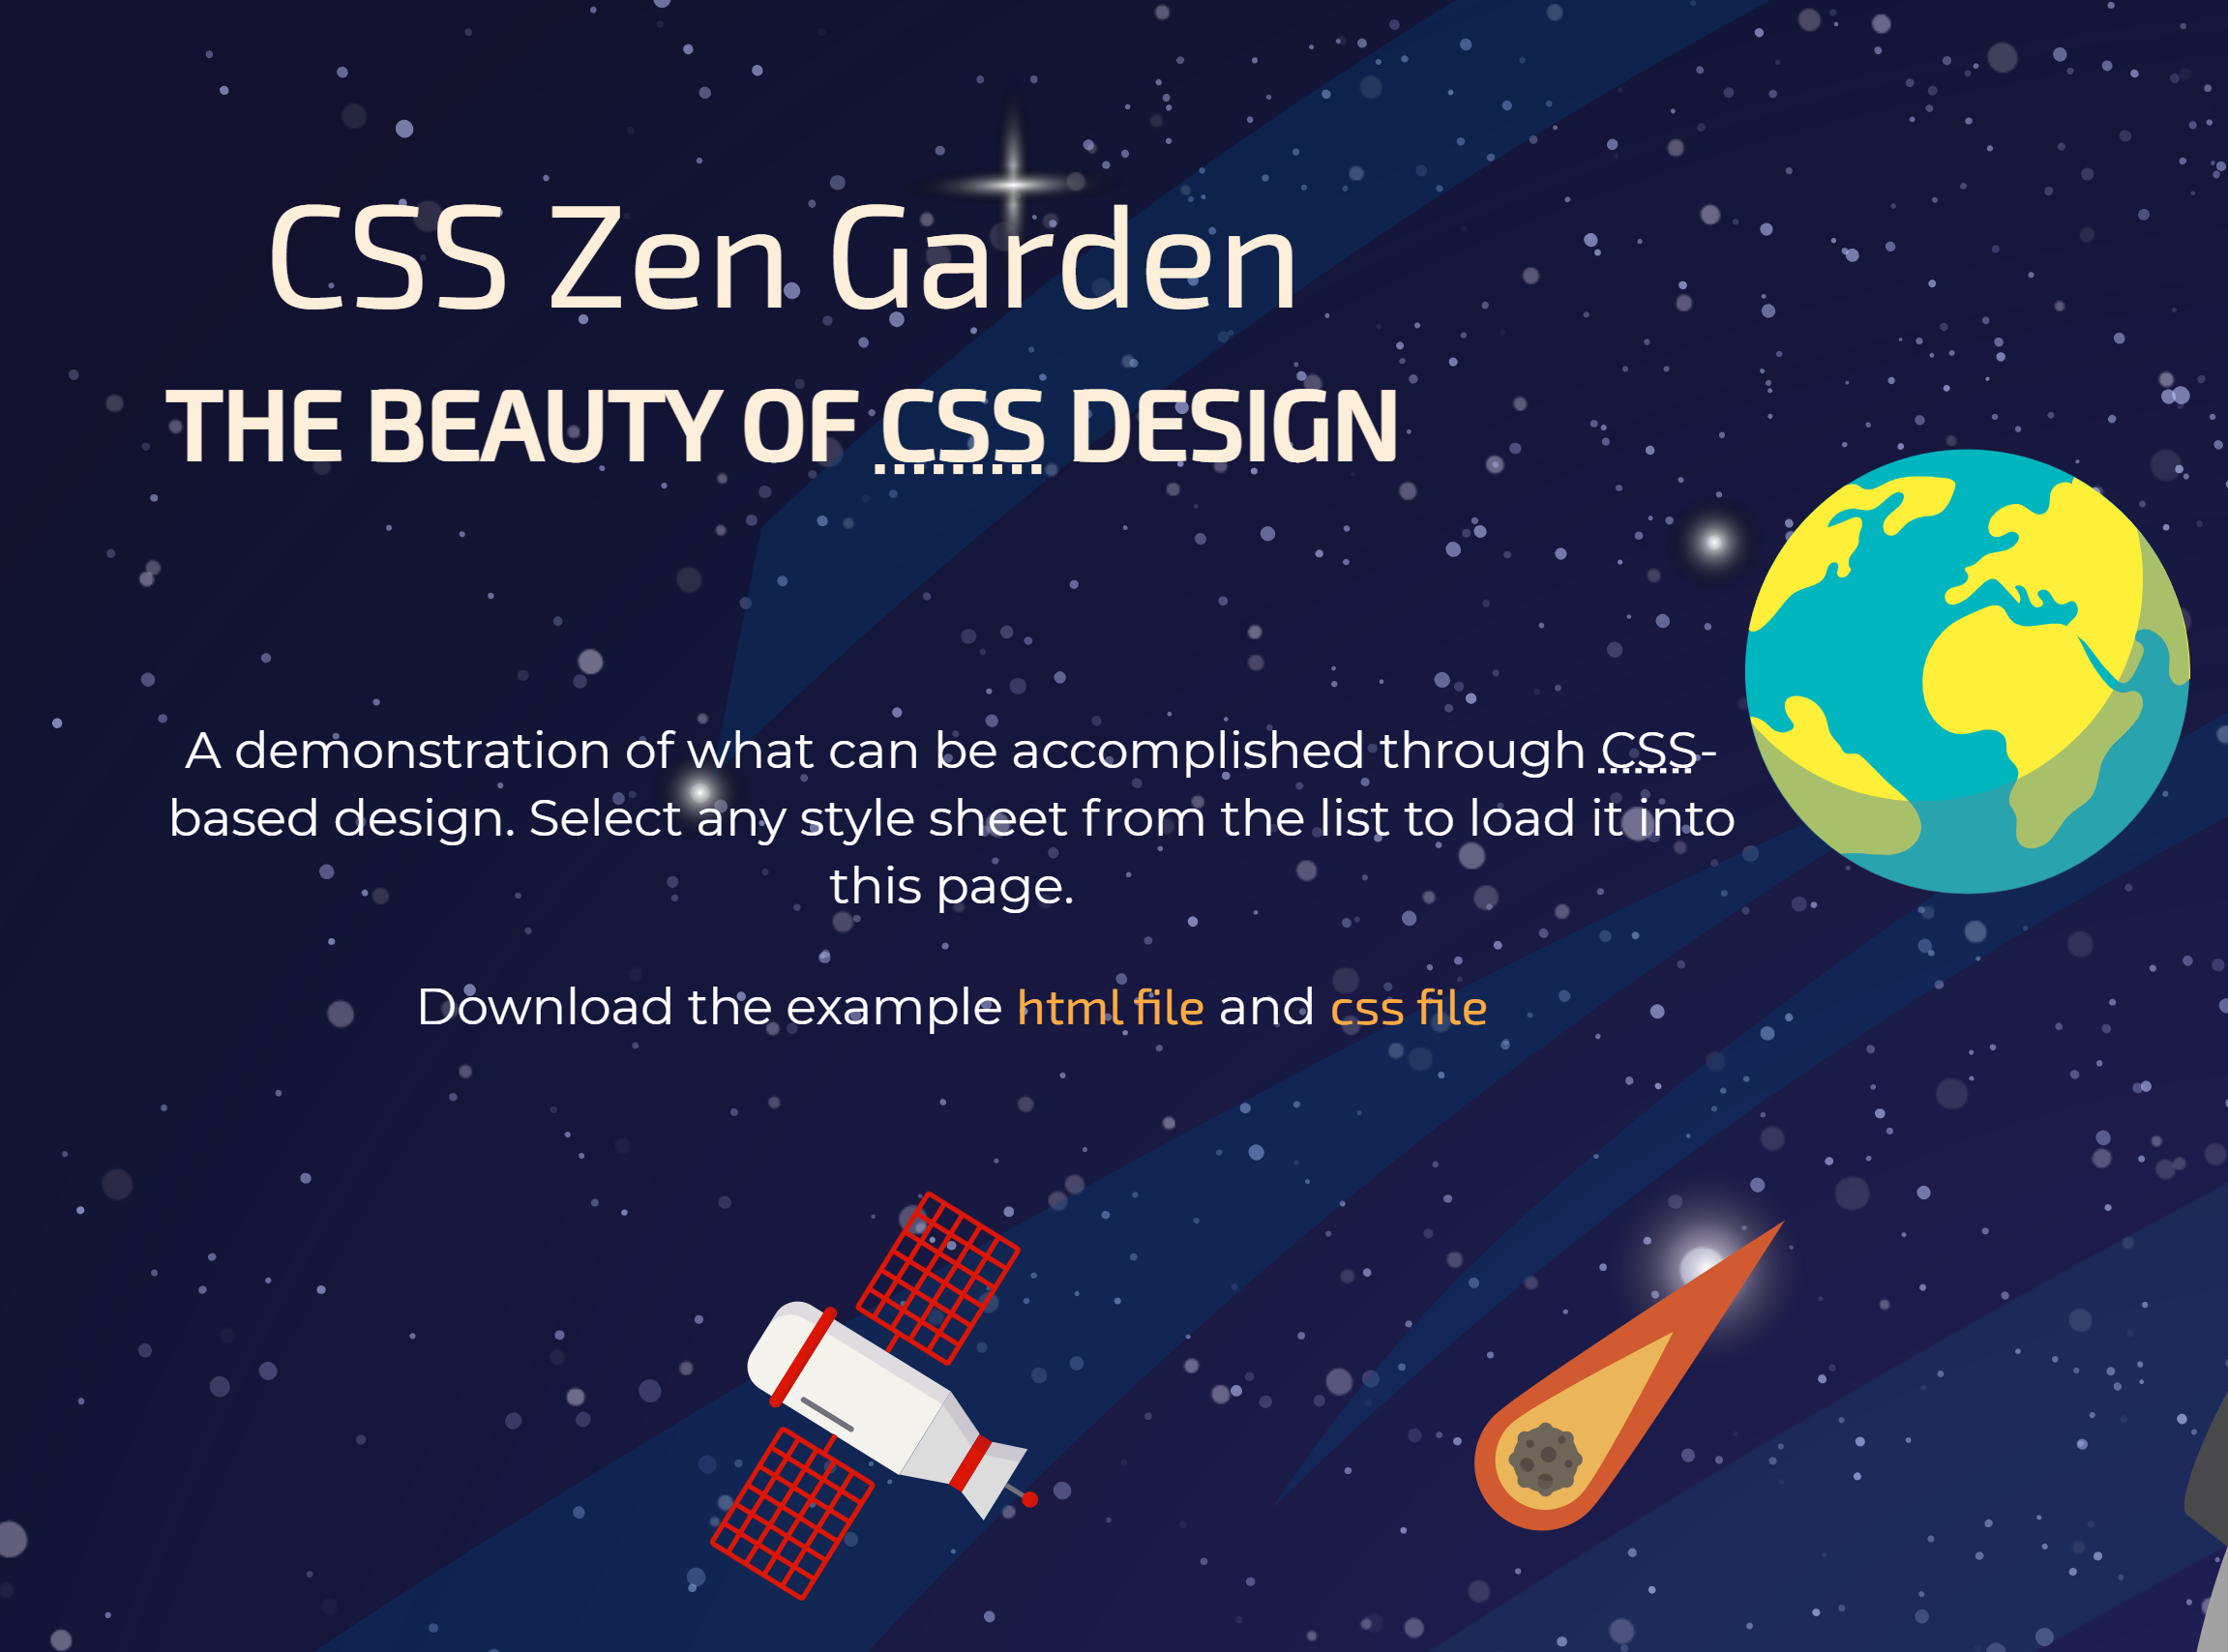 CSS Zen Garden
THE BEAUTY OF CSS DESIGN
A demonstration of what can be accomplished through CSS-
based design. Select any style sheet from the list to load it into
this page.
Download the example html file and css file